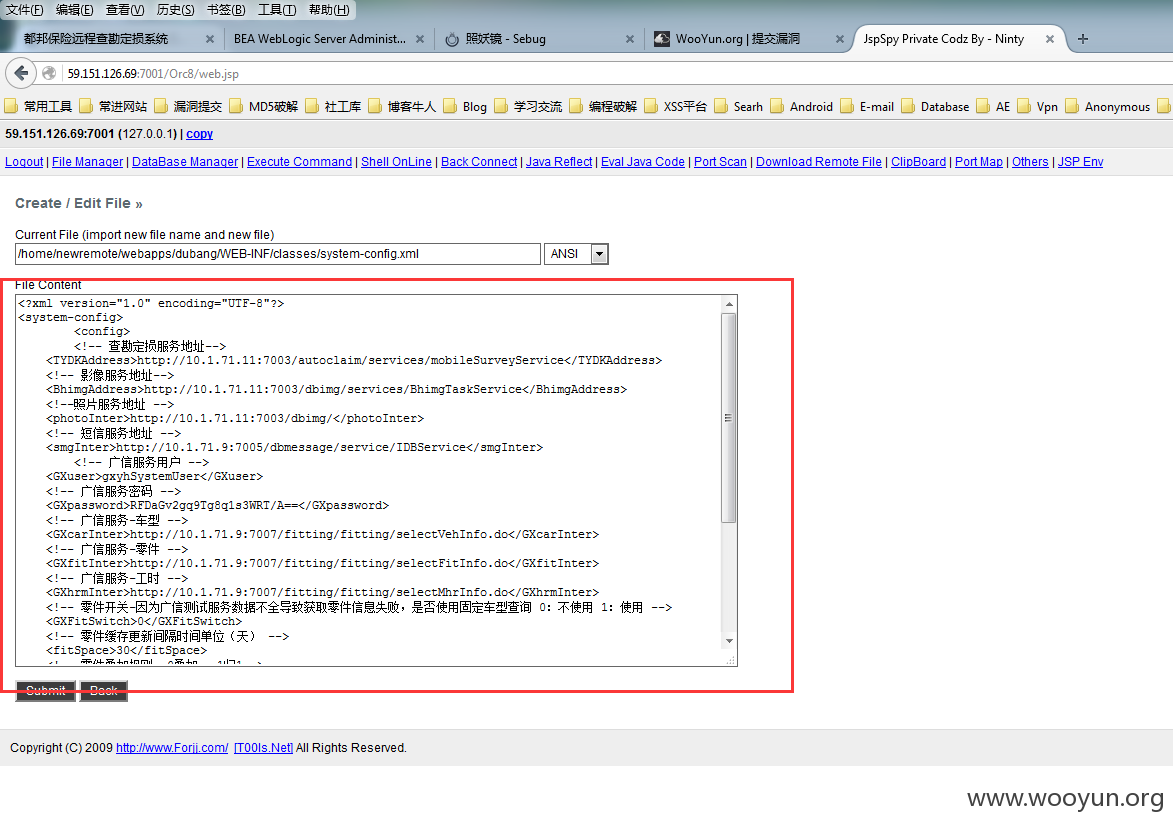 文件(F) 编辑(E) 查看(V) 历史(S) 书签(B) 工具(T) 帮助(H)
都邦保险远程查勘定损系统 × BEA WebLogic Server Administ... × 照妖镜 - Sebug × WooYun.org | 提交漏洞 × JspSpy Private Codz By - Ninty × +
59.151.126.69:7001/Orc8/web.jsp
常用工具 常进网站 漏洞提交 MD5破解 社工库 博客牛人 Blog 学习交流 编程破解 XSS平台 Searh Android E-mail Database AE Vpn Anonymous
59.151.126.69:7001 (127.0.0.1) | copy
Logout | File Manager | DataBase Manager | Execute Command | Shell OnLine | Back Connect | Java Reflect | Eval Java Code | Port Scan | Download Remote File | ClipBoard | Port Map | Others | JSP Env
Create / Edit File »
Current File (import new file name and new file)
/home/newremote/webapps/dubang/WEB-INF/classes/system-config.xml ANSI
File Content
<?xml version="1.0" encoding="UTF-8"?>
<system-config>
<config>
<!-- 查勘定损服务地址-->
<TYDKAddress>http://10.1.71.11:7003/autoclaim/services/mobileSurveyService</TYDKAddress>
<!-- 影像服务地址-->
<BhimgAddress>http://10.1.71.11:7003/dbimg/services/BhimgTaskService</BhimgAddress>
<!--照片服务地址 -->
<photoInter>http://10.1.71.11:7003/dbimg/</photoInter>
<!-- 短信服务地址 -->
<smgInter>http://10.1.71.9:7005/dbmessage/service/IDBService</smgInter>
<!-- 广信服务用户 -->
<GXuser>gxyhSystemUser</GXuser>
<!-- 广信服务密码 -->
<GXpassword>RFDaGv2gq9Tg8q1s3WRT/A==</GXpassword>
<!-- 广信服务-车型 -->
<GXcarInter>http://10.1.71.9:7007/fitting/fitting/selectVehInfo.do</GXcarInter>
<!-- 广信服务-零件 -->
<GXfitInter>http://10.1.71.9:7007/fitting/fitting/selectFitInfo.do</GXfitInter>
<!-- 广信服务-工时 -->
<GXhrmInter>http://10.1.71.9:7007/fitting/fitting/selectMhrInfo.do</GXhrmInter>
<!-- 零件开关-因为广信测试服务数据不全导致获取零件信息失败，是否使用固定车型查询 0：不使用 1：使用 -->
<GXFitSwitch>0</GXFitSwitch>
<!-- 零件缓存更新间隔时间单位（天） -->
<fitSpace>30</fitSpace>
Submit Back
Copyright (C) 2009 http://www.Forjj.com/ [T00ls.Net] All Rights Reserved.
www.wooyun.org